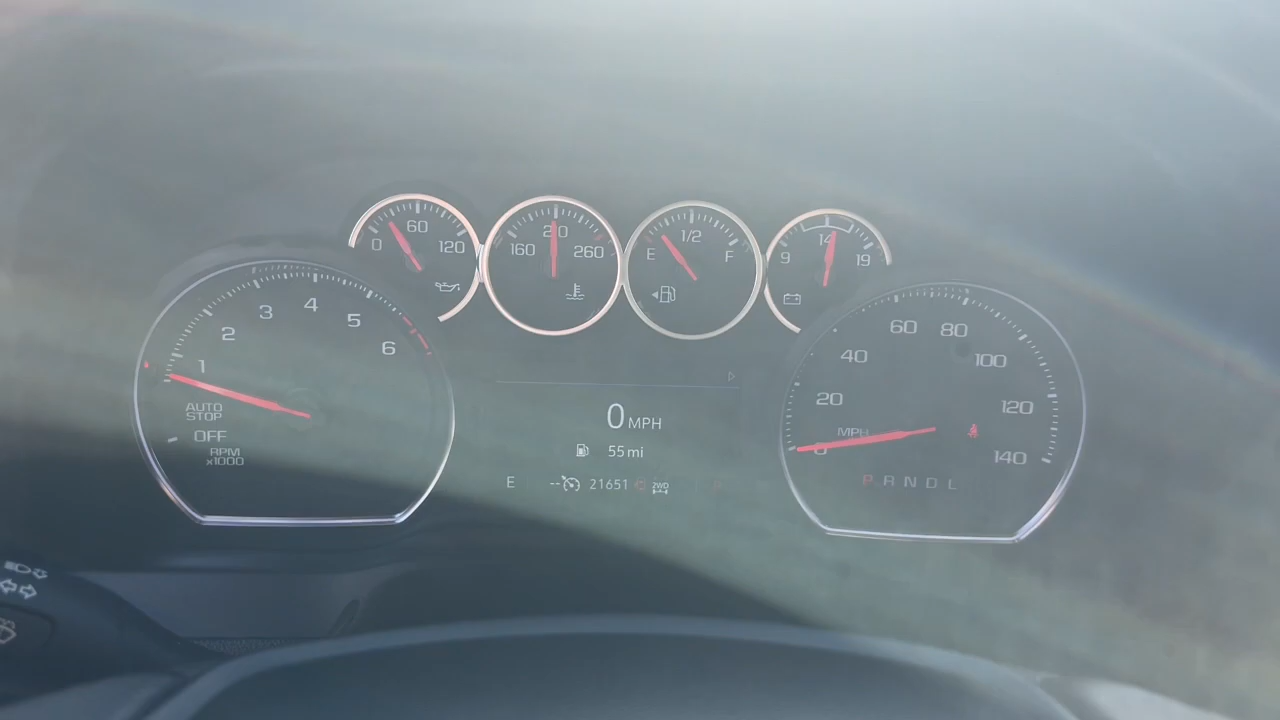 0 60 120
160 210 260
E 1/2 F
9 14 19
1 2 3 4 5 6
AUTO
STOP
OFF
RPM
x1000
0 MPH
55 mi
E -- 21651 2WD P
0 20 40 60 80 100 120 140
MPH
P R N D L